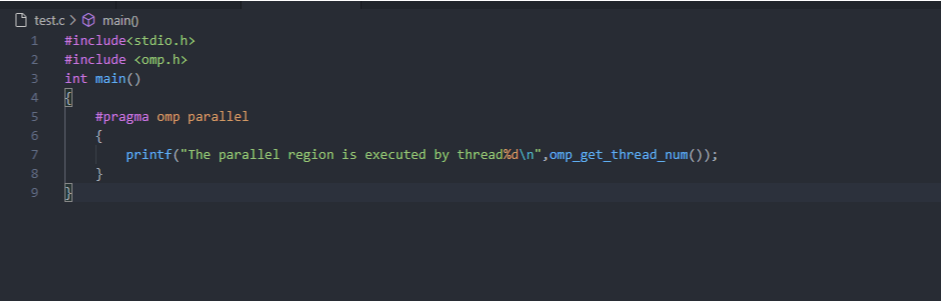 test.c > main()
1 #include<stdio.h>
2 #include <omp.h>
3 int main()
4 {
5     #pragma omp parallel
6     {
7         printf("The parallel region is executed by thread%d\n",omp_get_thread_num());
8     }
9 }